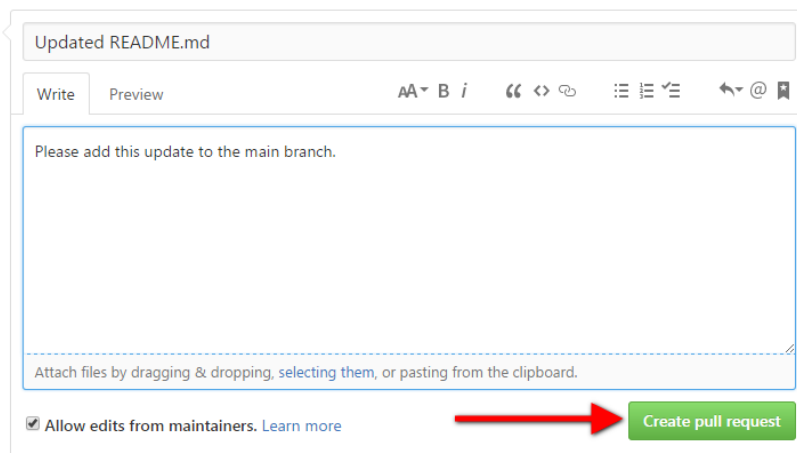 Updated README.md
Write Preview AA B i “ <> @
Please add this update to the main branch.
Attach files by dragging & dropping, selecting them, or pasting from the clipboard.
Allow edits from maintainers. Learn more
Create pull request